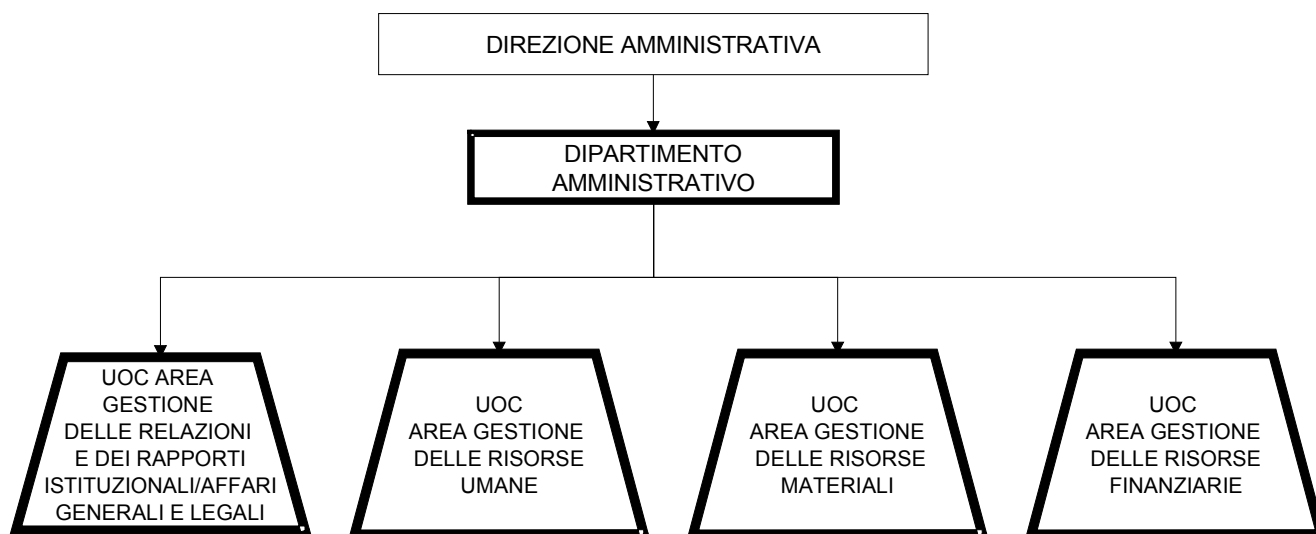 DIREZIONE AMMINISTRATIVA
DIPARTIMENTO
AMMINISTRATIVO
UOC AREA
GESTIONE
DELLE RELAZIONI
E DEI RAPPORTI
ISTITUZIONALI/AFFARI
GENERALI E LEGALI
UOC
AREA GESTIONE
DELLE RISORSE
UMANE
UOC
AREA GESTIONE
DELLE RISORSE
MATERIALI
UOC
AREA GESTIONE
DELLE RISORSE
FINANZIARIE